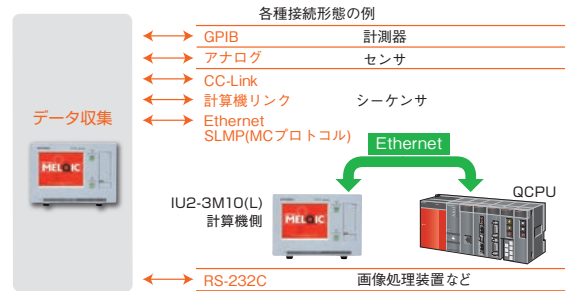 各種接続形態の例
GPIB 計測器
アナログ センサ
CC-Link
計算機リンク シーケンサ
Ethernet
SLMP(MCプロトコル)
データ収集
MELQIC
Ethernet
IU2-3M10(L)
計算機側
MELQIC
QCPU
RS-232C 画像処理装置など